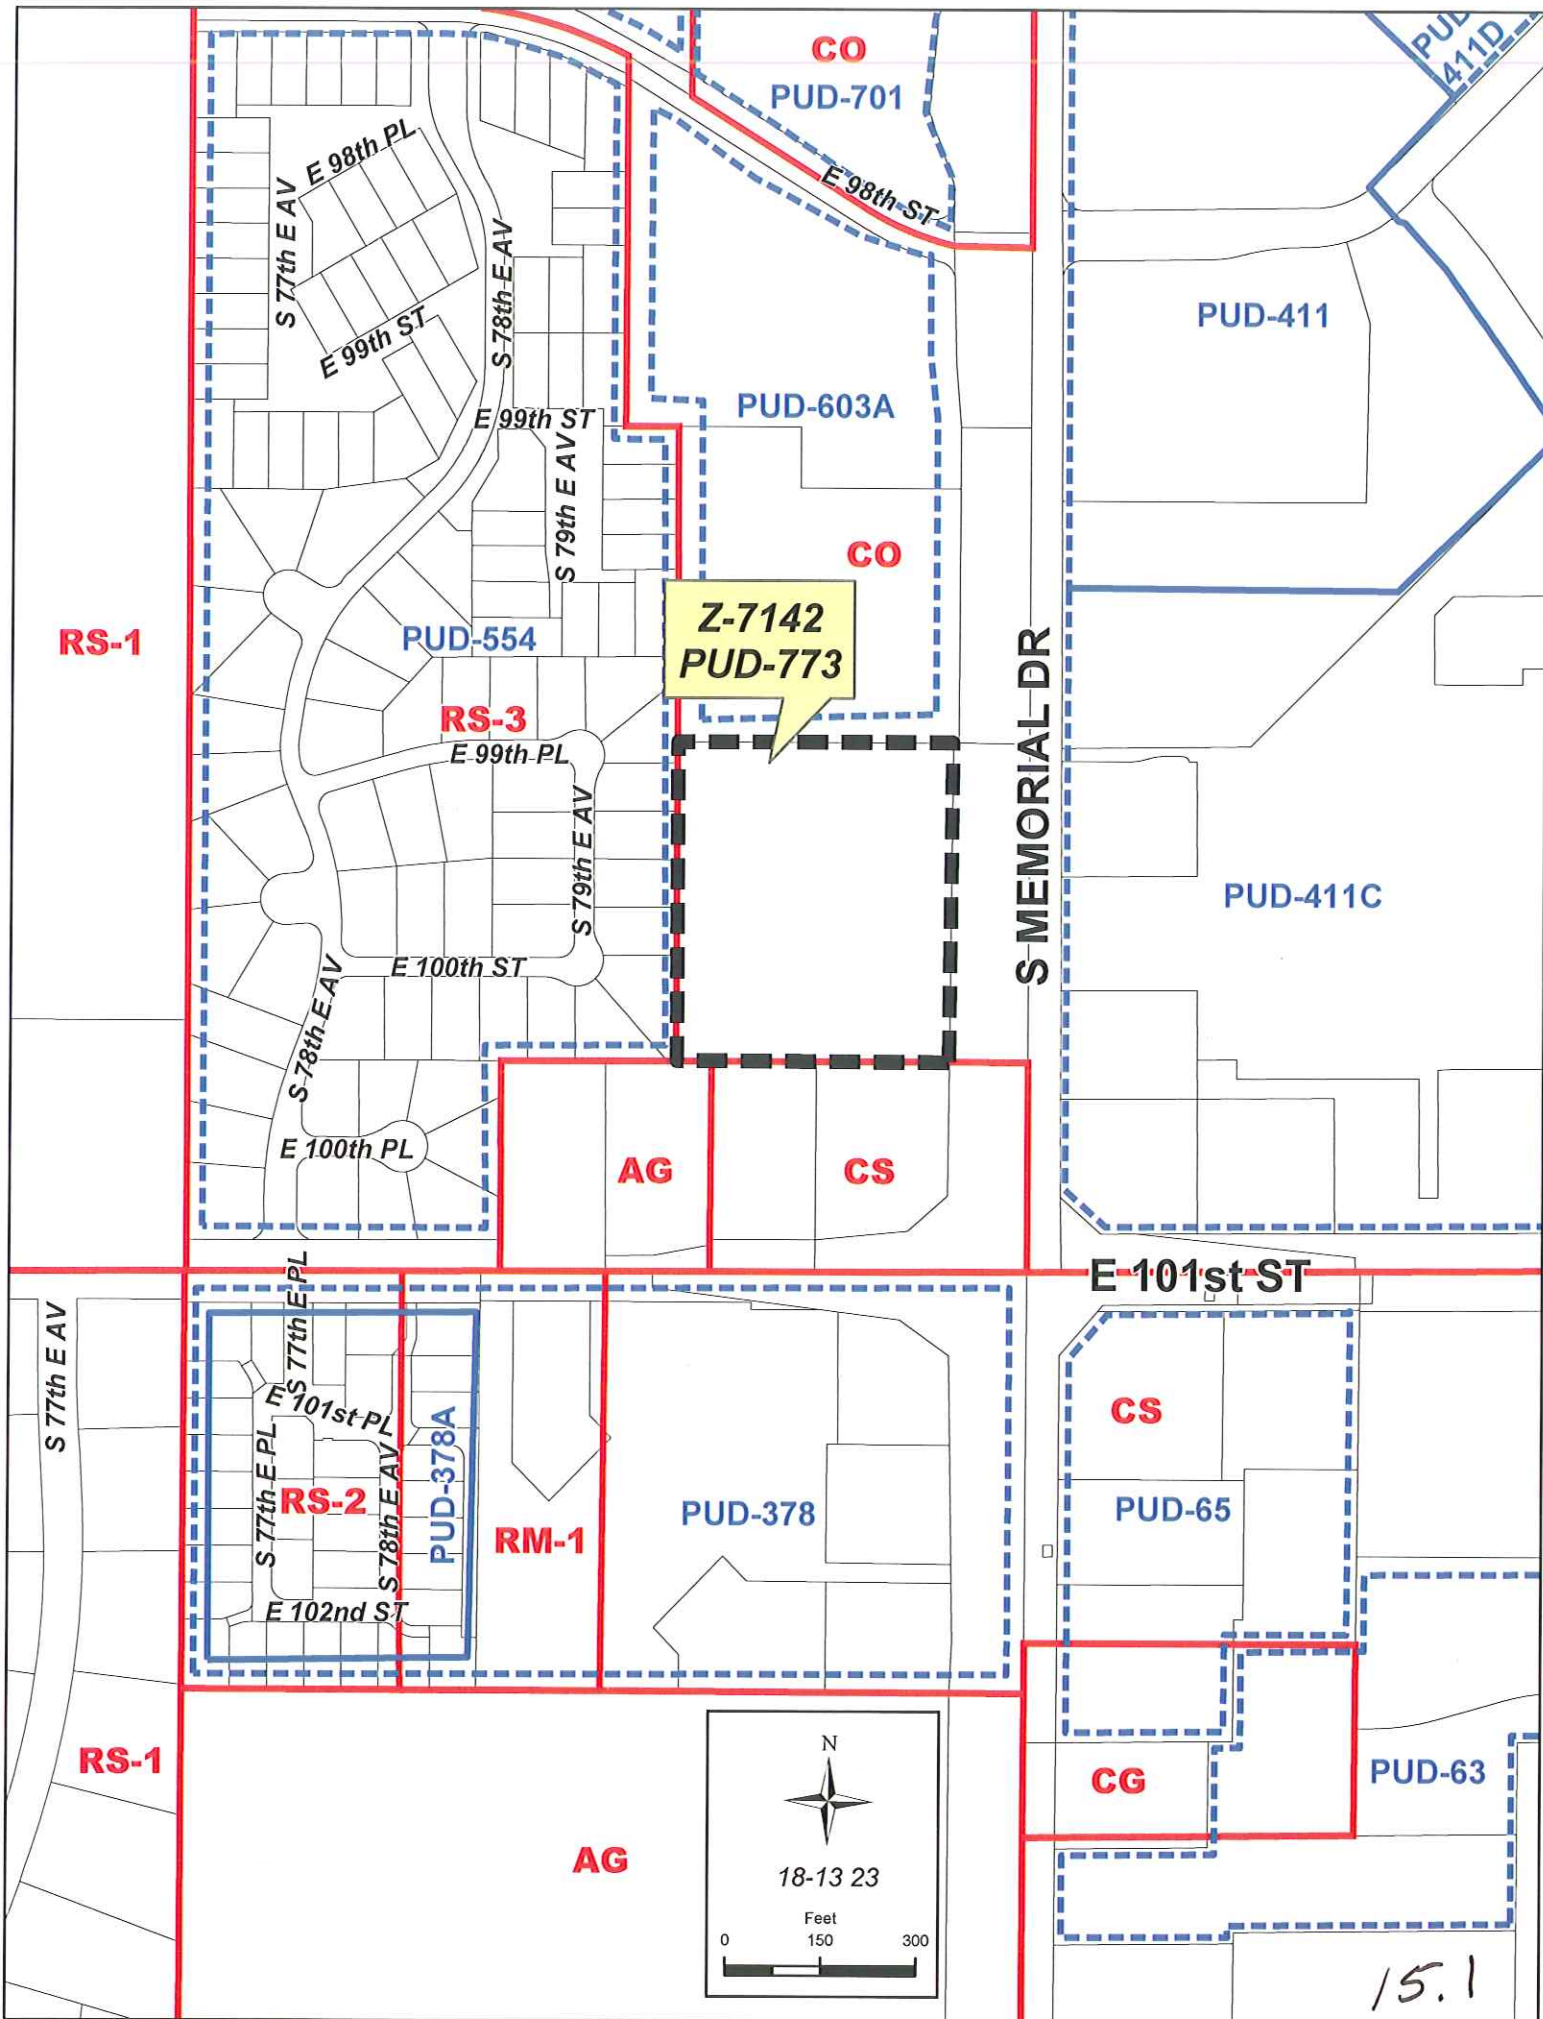 PUD-
411D
CO
PUD-701
E 98th PL
S 77th E AV
E 98th ST
S 78th E AV
E 99th ST
PUD-411
PUD-603A
E 99th ST
S 79th E AV
CO
Z-7142
PUD-773
RS-1
PUD-554
RS-3
E 99th PL
S MEMORIAL DR
S 79th E AV
PUD-411C
E 100th ST
S 78th E AV
E 100th PL
AG
CS
E 101st ST
S 77th E PL
S 77th E AV
E 101st PL
CS
S 77th E PL
RS-2
S 78th E AV
PUD-378A
RM-1
PUD-378
PUD-65
E 102nd ST
RS-1
N
CG
PUD-63
AG
18-13 23
Feet
0 150 300
15.1